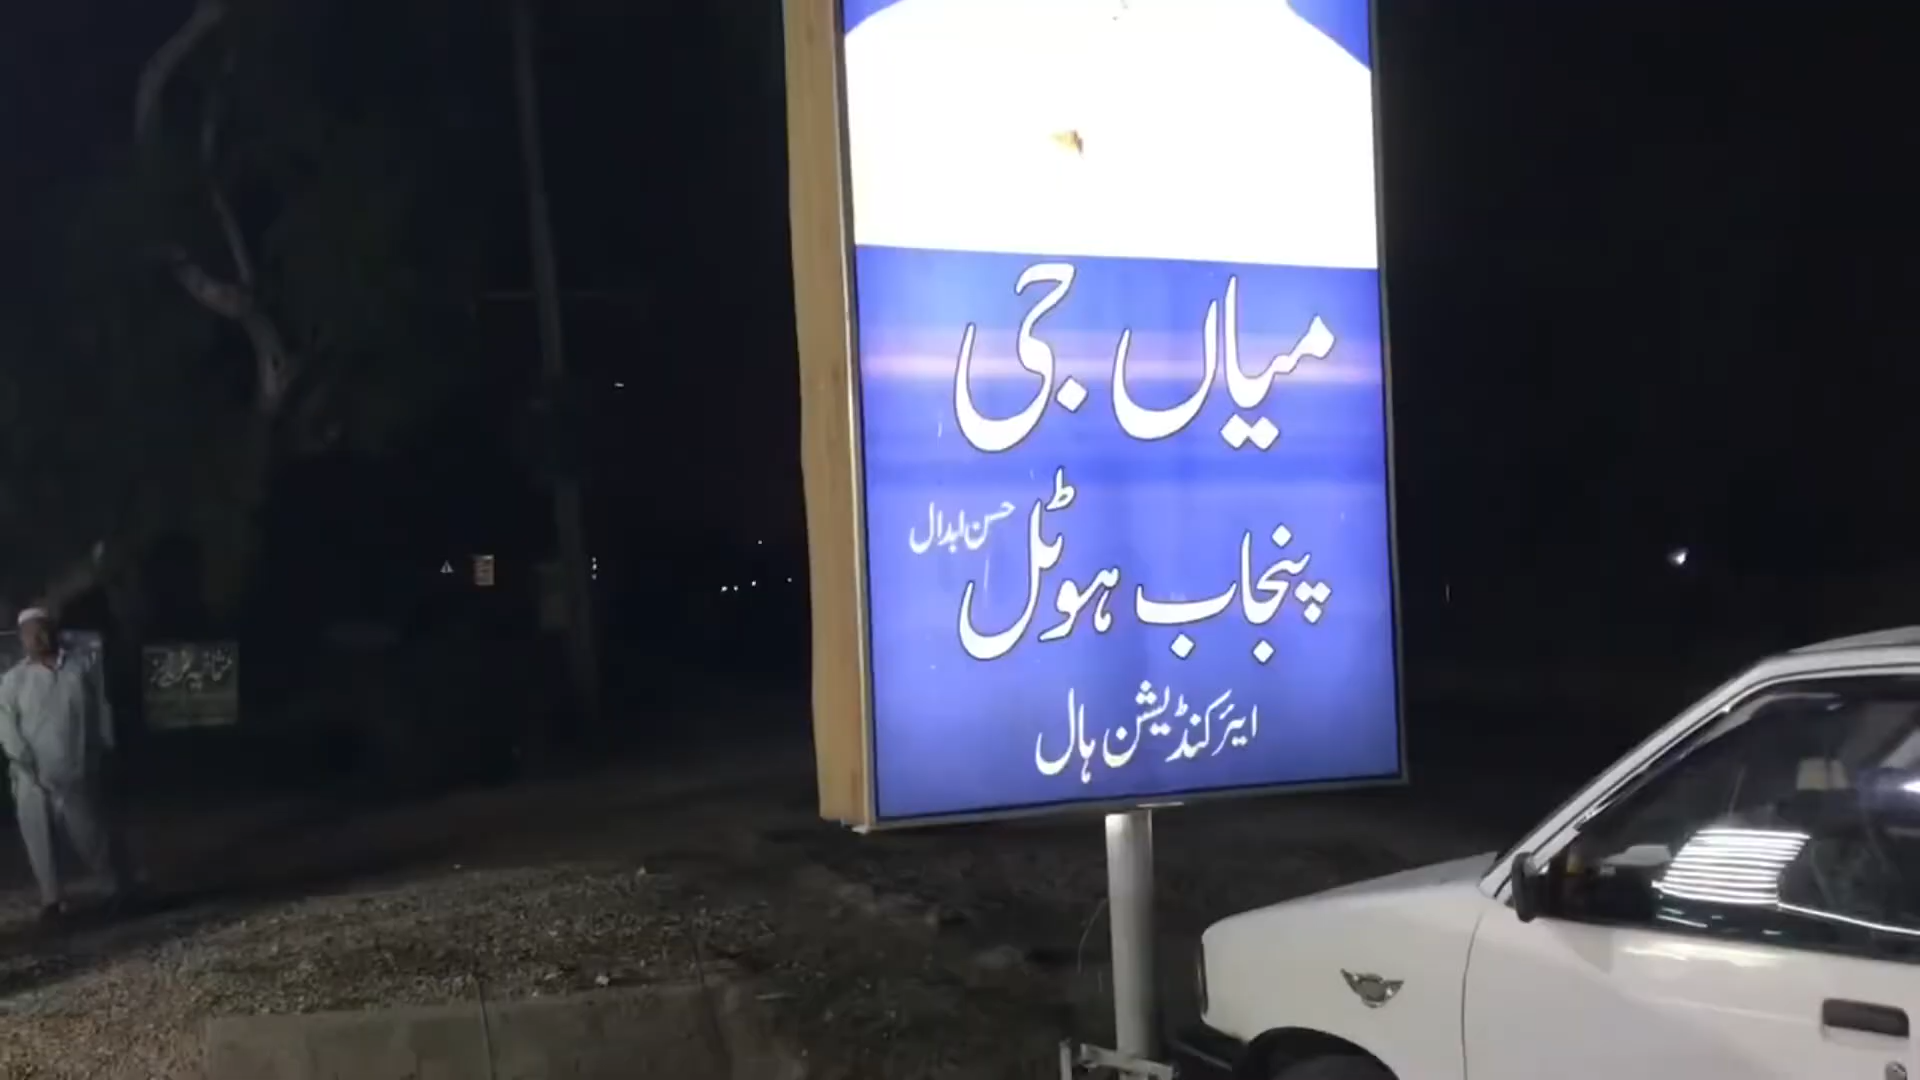 میاں جی
پنجاب ہوٹل
حسن ابدال
ایئرکنڈیشن ہال